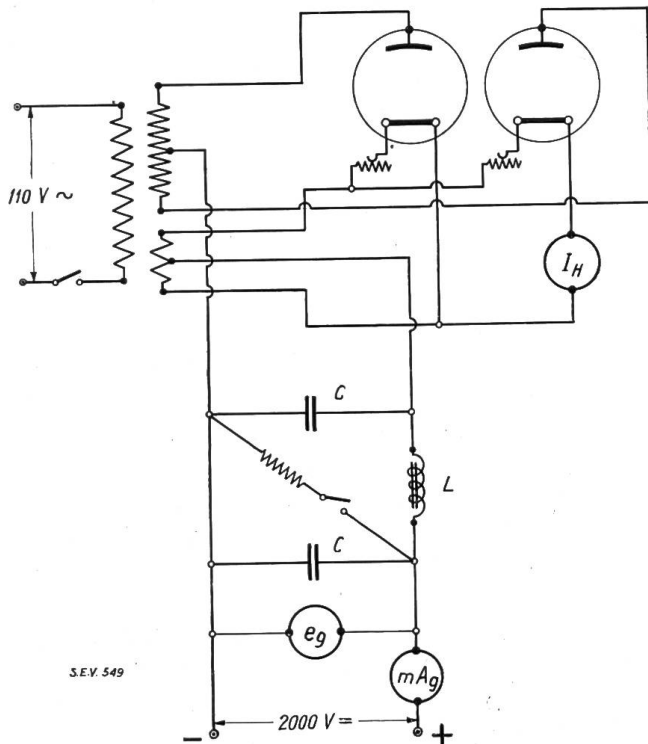 110 V ~
I_H
C
L
C
e_g
S.E.V. 549
mA_g
2000 V =
- +